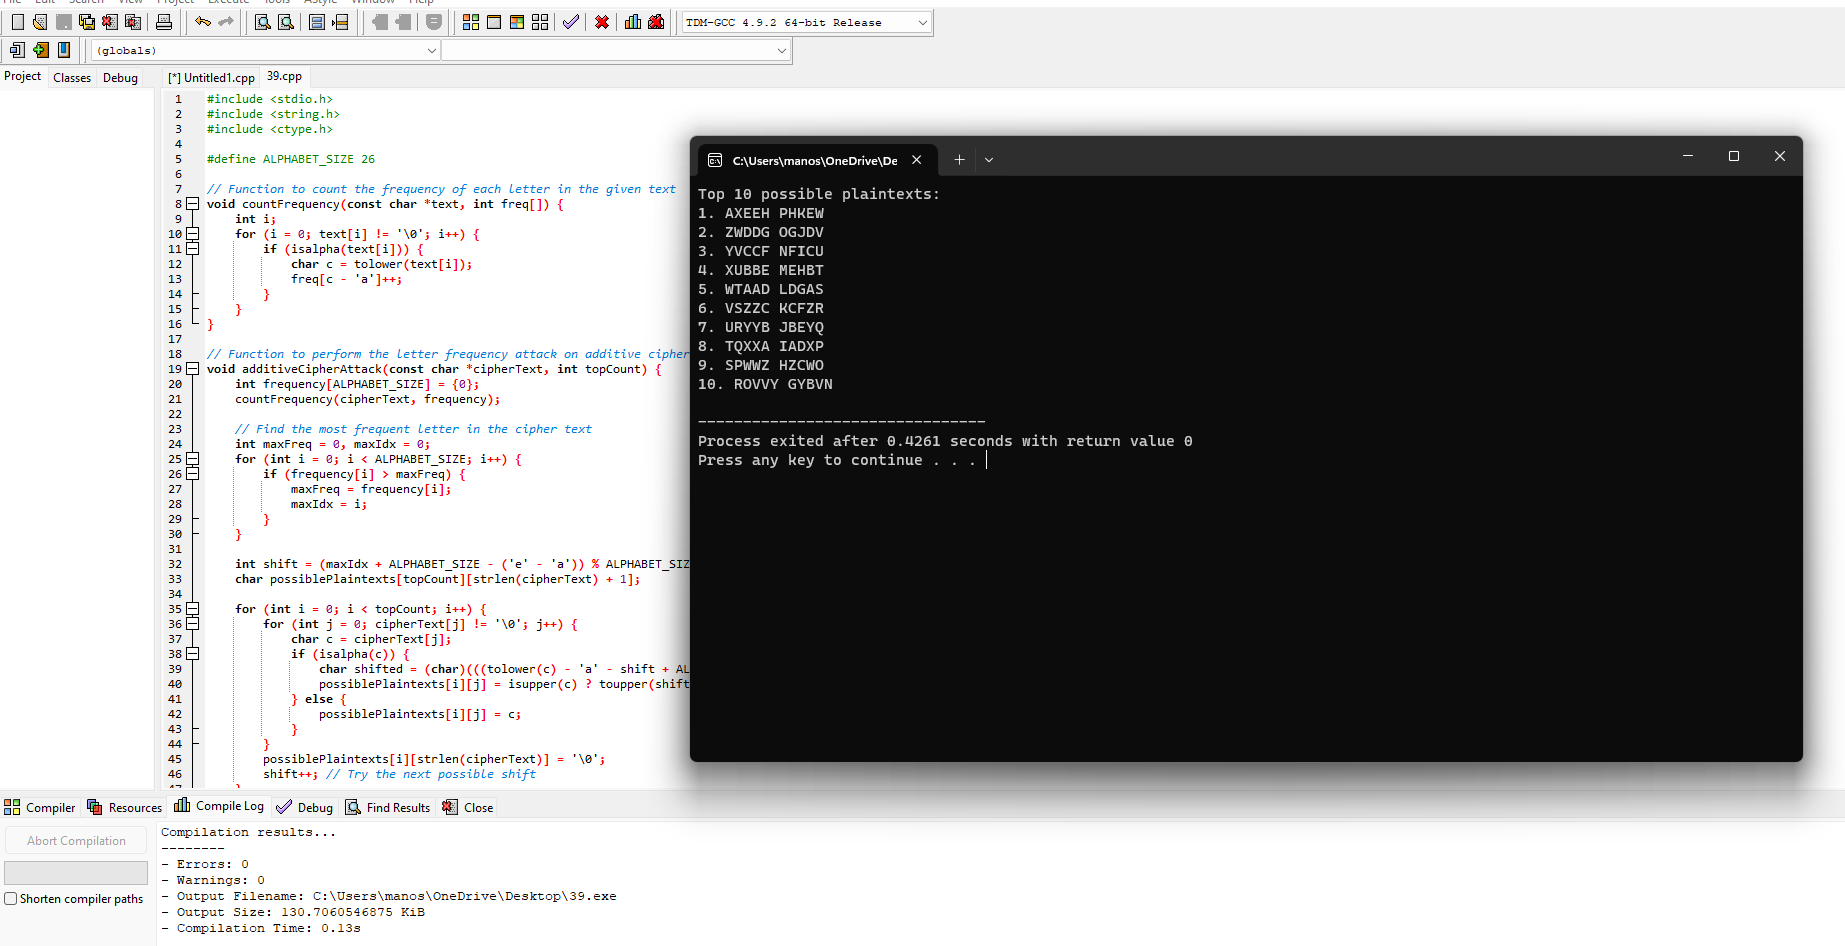 File Edit Search View Project Execute Tools AStyle Window Help
TDM-GCC 4.9.2 64-bit Release
(globals)
Project Classes Debug [*] Untitled1.cpp 39.cpp
1 #include <stdio.h>
2 #include <string.h>
3 #include <ctype.h>
4
5 #define ALPHABET_SIZE 26
6
7 // Function to count the frequency of each letter in the given text
8 void countFrequency(const char *text, int freq[]) {
9 int i;
10 for (i = 0; text[i] != '\0'; i++) {
11 if (isalpha(text[i])) {
12 char c = tolower(text[i]);
13 freq[c - 'a']++;
14 }
15 }
16 }
17
18 // Function to perform the letter frequency attack on additive cipher
19 void additiveCipherAttack(const char *cipherText, int topCount) {
20 int frequency[ALPHABET_SIZE] = {0};
21 countFrequency(cipherText, frequency);
22
23 // Find the most frequent letter in the cipher text
24 int maxFreq = 0, maxIdx = 0;
25 for (int i = 0; i < ALPHABET_SIZE; i++) {
26 if (frequency[i] > maxFreq) {
27 maxFreq = frequency[i];
28 maxIdx = i;
29 }
30 }
31
32 int shift = (maxIdx + ALPHABET_SIZE - ('e' - 'a')) % ALPHABET_SIZ
33 char possiblePlaintexts[topCount][strlen(cipherText) + 1];
34
35 for (int i = 0; i < topCount; i++) {
36 for (int j = 0; cipherText[j] != '\0'; j++) {
37 char c = cipherText[j];
38 if (isalpha(c)) {
39 char shifted = (char)(((tolower(c) - 'a' - shift + AL
40 possiblePlaintexts[i][j] = isupper(c) ? toupper(shift
41 } else {
42 possiblePlaintexts[i][j] = c;
43 }
44 }
45 possiblePlaintexts[i][strlen(cipherText)] = '\0';
46 shift++; // Try the next possible shift
47 }
C:\Users\manos\OneDrive\De
Top 10 possible plaintexts:
1. AXEEH PHKEW
2. ZWDDG OGJDV
3. YVCCF NFICU
4. XUBBE MEHBT
5. WTAAD LDGAS
6. VSZZC KCFZR
7. URYYB JBEYQ
8. TQXXA IADXP
9. SPWWZ HZCWO
10. ROVVY GYBVN
--------------------------------
Process exited after 0.4261 seconds with return value 0
Press any key to continue . . .
Compiler Resources Compile Log Debug Find Results Close
Abort Compilation
Shorten compiler paths
Compilation results...
--------
- Errors: 0
- Warnings: 0
- Output Filename: C:\Users\manos\OneDrive\Desktop\39.exe
- Output Size: 130.7060546875 KiB
- Compilation Time: 0.13s